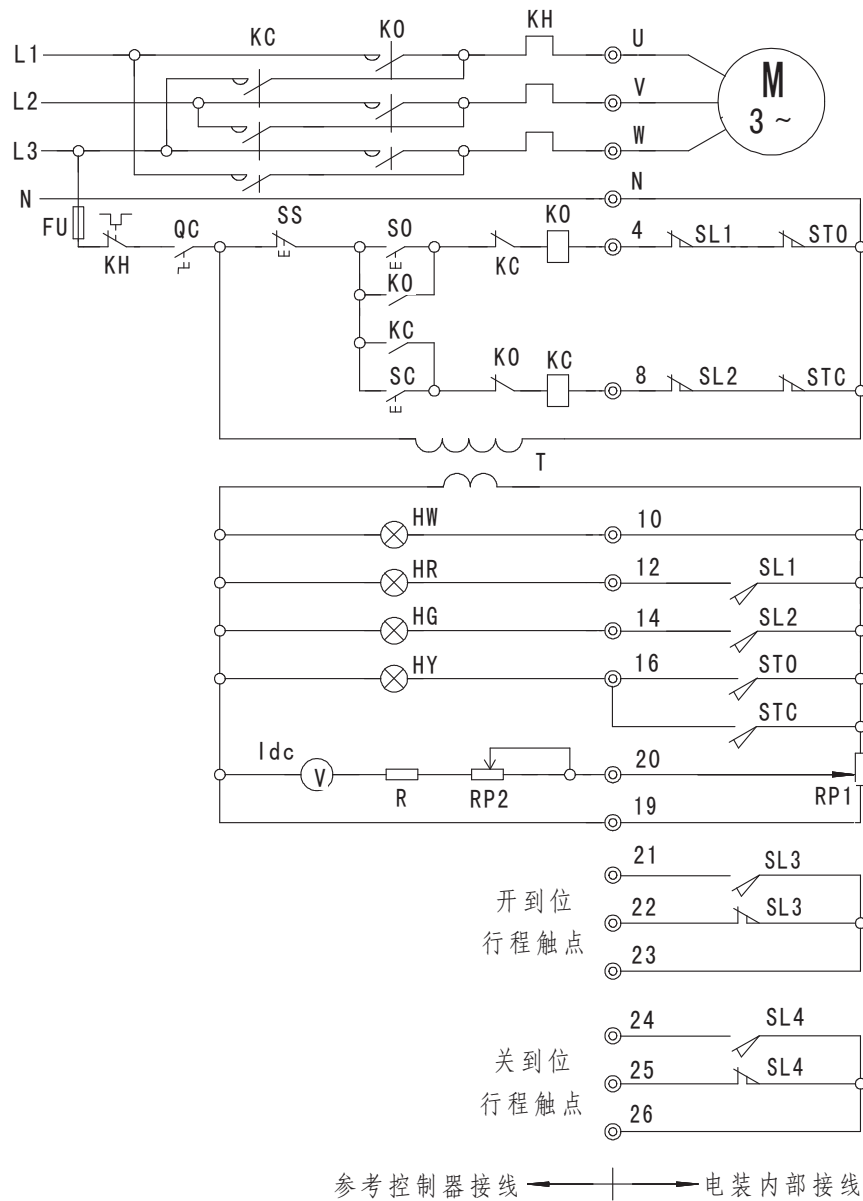 KC KO KH
L1 U
L2 V
M
3 ~
L3 W
N N
FU KH QC SS SO KC KO 4 SL1 STO
KO
KC
SC KO KC 8 SL2 STC
T
HW 10
HR 12 SL1
HG 14 SL2
HY 16 STO
STC
Idc V R RP2 20 RP1
19
21 SL3
开到位 22 SL3
行程触点
23
24 SL4
关到位 25 SL4
行程触点
26
参考控制器接线 电装内部接线